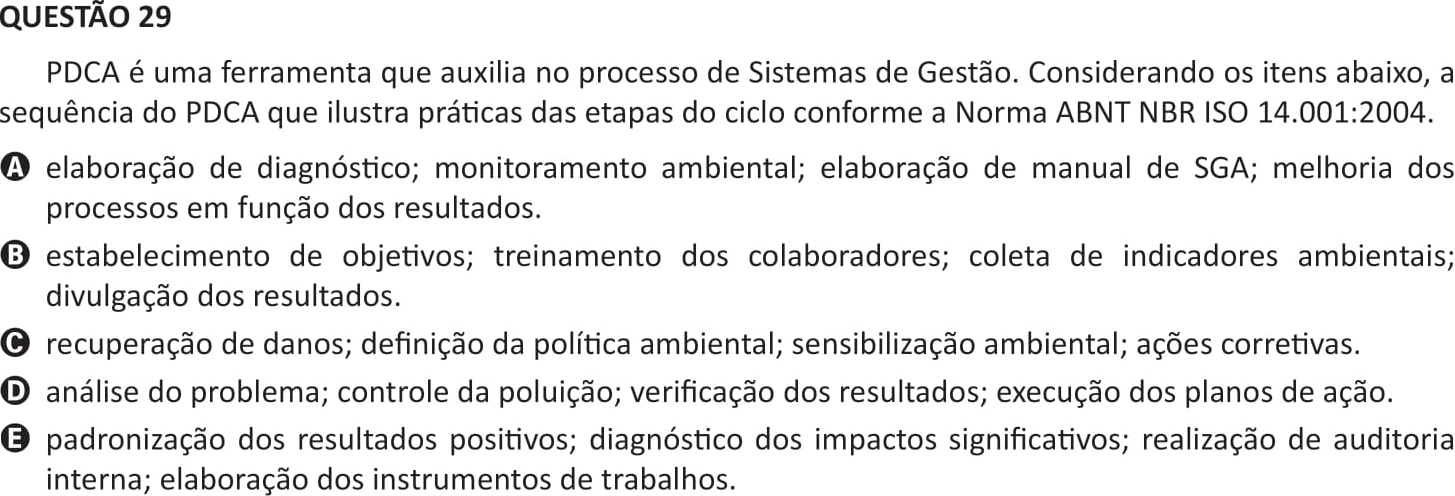 QUESTÃO 29
PDCA é uma ferramenta que auxilia no processo de Sistemas de Gestão. Considerando os itens abaixo, a
sequência do PDCA que ilustra práticas das etapas do ciclo conforme a Norma ABNT NBR ISO 14.001:2004.
A elaboração de diagnóstico; monitoramento ambiental; elaboração de manual de SGA; melhoria dos
processos em função dos resultados.
B estabelecimento de objetivos; treinamento dos colaboradores; coleta de indicadores ambientais;
divulgação dos resultados.
C recuperação de danos; definição da política ambiental; sensibilização ambiental; ações corretivas.
D análise do problema; controle da poluição; verificação dos resultados; execução dos planos de ação.
E padronização dos resultados positivos; diagnóstico dos impactos significativos; realização de auditoria
interna; elaboração dos instrumentos de trabalhos.